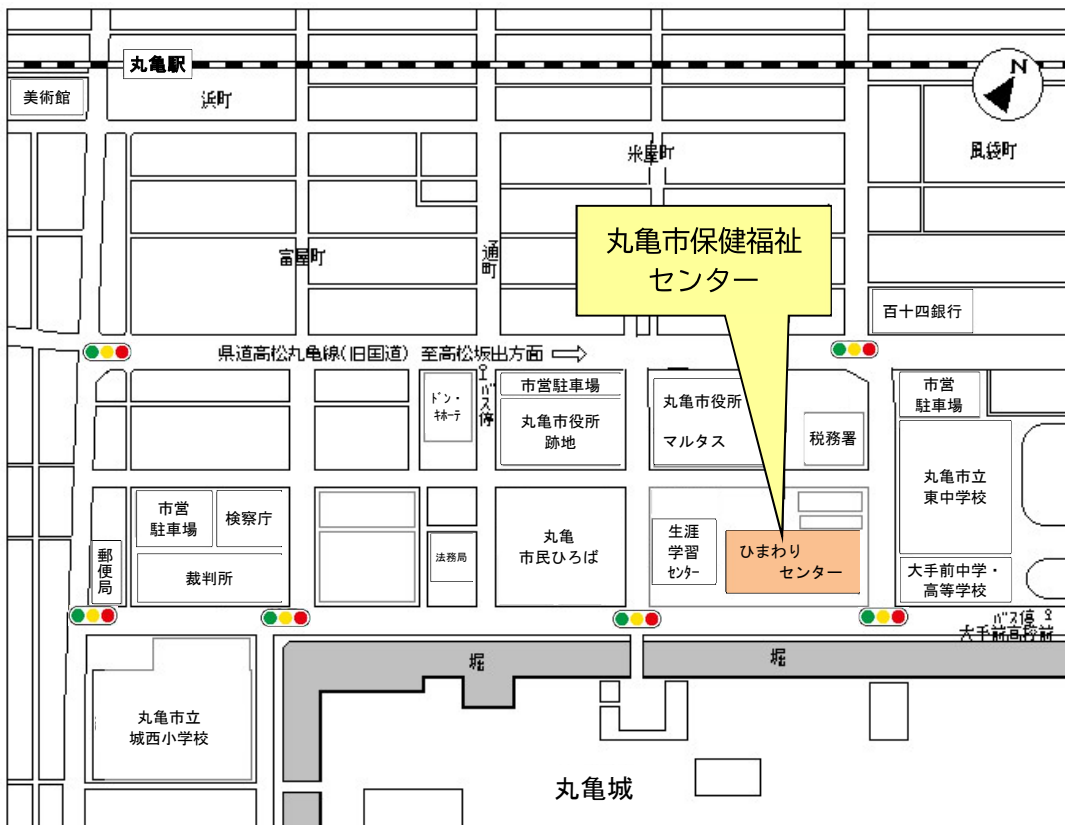 丸亀駅
N
美術館
浜町
米屋町
風袋町
丸亀市保健福祉
センター
富屋町
通町
百十四銀行
県道高松丸亀線(旧国道) 至高松坂出方面
バス停
ドン・
キホーテ
市営駐車場
丸亀市役所
跡地
丸亀市役所
マルタス
税務署
市営
駐車場
丸亀市立
東中学校
市営
駐車場
検察庁
郵便局
裁判所
法務局
丸亀
市民ひろば
生涯
学習
センター
ひまわり
センター
大手前中学・
高等学校
バス停
大手前高校前
堀
堀
丸亀市立
城西小学校
丸亀城